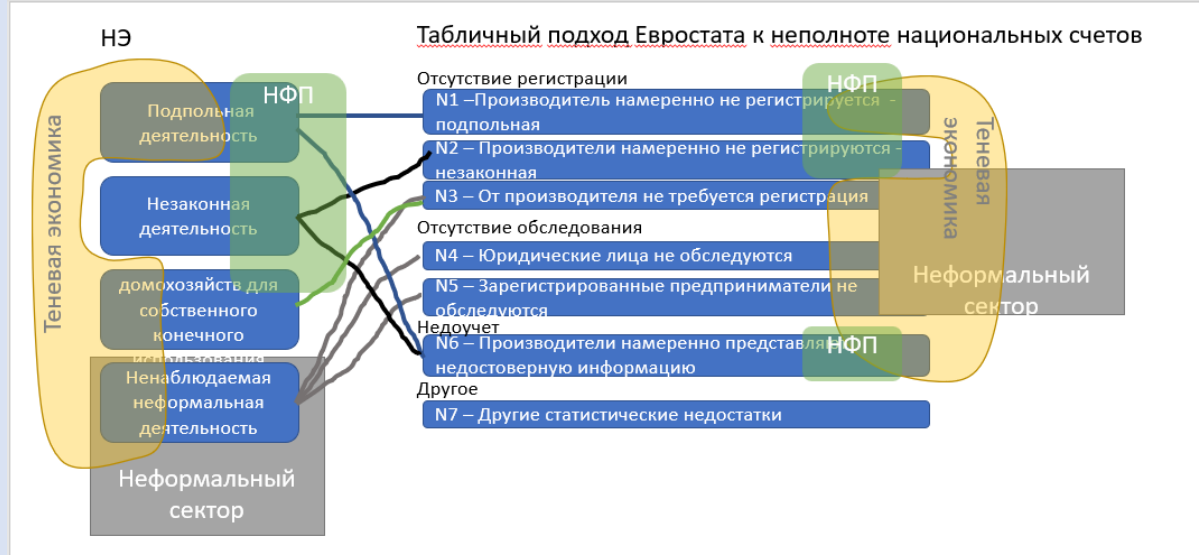 НЭ
Табличный подход Евростата к неполноте национальных счетов
Теневая экономика
НФП
Подпольная
деятельность
Незаконная
деятельность
домохозяйств для
собственного
конечного
использования
Ненаблюдаемая
неформальная
деятельность
Неформальный
сектор
Отсутствие регистрации
N1 –Производитель намеренно не регистрируется -
подпольная
N2 – Производители намеренно не регистрируются -
незаконная
N3 – От производителя не требуется регистрация
Отсутствие обследования
N4 – Юридические лица не обследуются
N5 – Зарегистрированные предприниматели не
обследуются
Недоучет
N6 – Производители намеренно представляют
недостоверную информацию
Другое
N7 – Другие статистические недостатки
НФП
Теневая
экономика
Неформальный
сектор
НФП